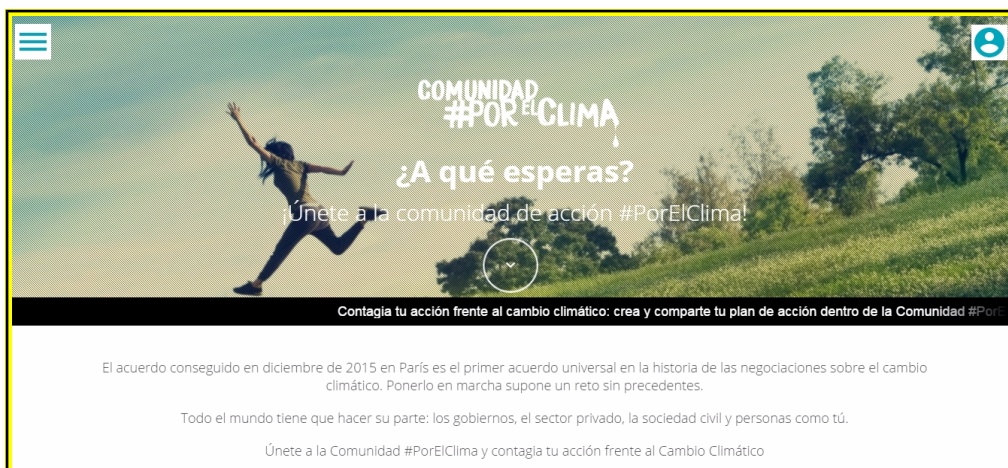 COMUNIDAD
#POR EL CLIMA
¿A qué esperas?
¡Únete a la comunidad de acción #PorElClima!
Contagia tu acción frente al cambio climático: crea y comparte tu plan de acción dentro de la Comunidad #PorE
El acuerdo conseguido en diciembre de 2015 en París es el primer acuerdo universal en la historia de las negociaciones sobre el cambio
climático. Ponerlo en marcha supone un reto sin precedentes.
Todo el mundo tiene que hacer su parte: los gobiernos, el sector privado, la sociedad civil y personas como tú.
Únete a la Comunidad #PorElClima y contagia tu acción frente al Cambio Climático